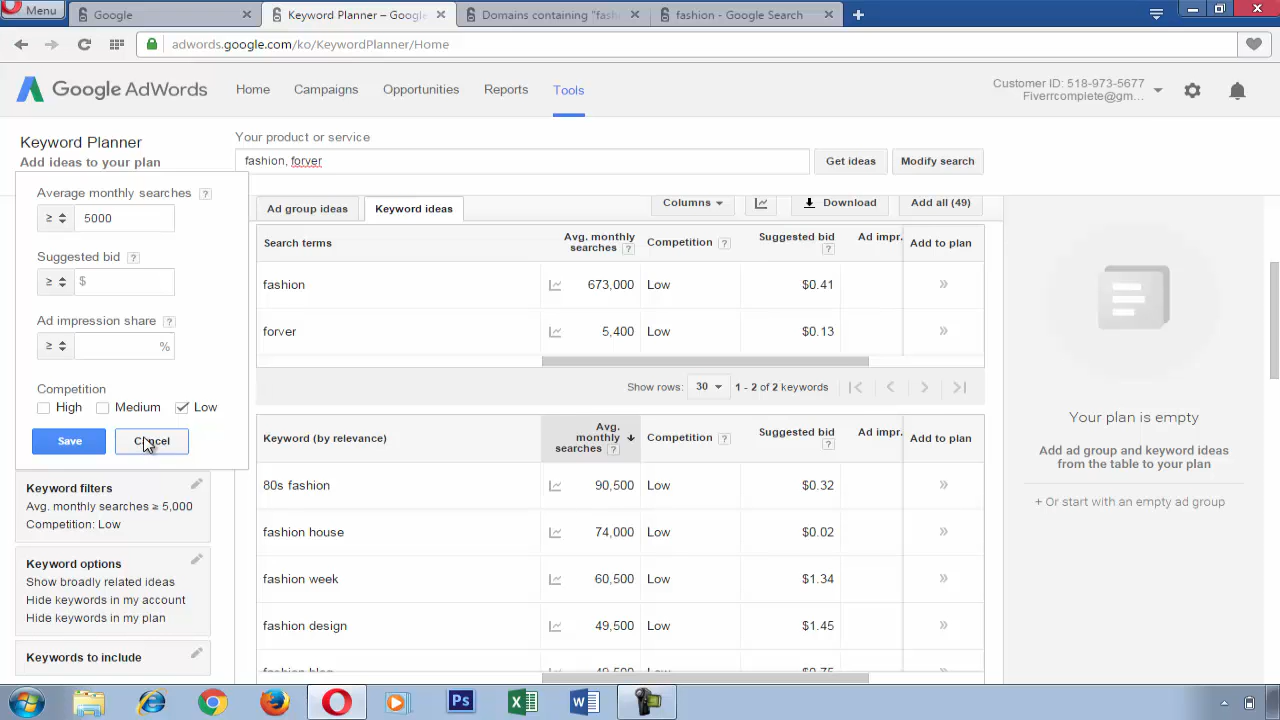 Menu
Google
Keyword Planner – Google
Domains containing "fash
fashion - Google Search
adwords.google.com/ko/KeywordPlanner/Home
Google AdWords
Home
Campaigns
Opportunities
Reports
Tools
Customer ID: 518-973-5677
Fiverrcomplete@gm...
Keyword Planner
Add ideas to your plan
Your product or service
fashion, forver
Get ideas
Modify search
Average monthly searches ?
≥ 5000
Suggested bid ?
≥ $
Ad impression share ?
≥ %
Competition
High Medium Low
Save Cancel
Keyword filters
Avg. monthly searches ≥ 5,000
Competition: Low
Keyword options
Show broadly related ideas
Hide keywords in my account
Hide keywords in my plan
Keywords to include
Ad group ideas
Keyword ideas
Columns
Download
Add all (49)
Search terms
Avg. monthly searches ?
Competition ?
Suggested bid ?
Ad impr.
Add to plan
fashion 673,000 Low $0.41 »
forver 5,400 Low $0.13 »
Show rows: 30 1 - 2 of 2 keywords
Keyword (by relevance)
Avg. monthly searches ?
Competition ?
Suggested bid ?
Ad impr.
Add to plan
80s fashion 90,500 Low $0.32 »
fashion house 74,000 Low $0.02 »
fashion week 60,500 Low $1.34 »
fashion design 49,500 Low $1.45 »
fashion blog 49,500 Low $0.75
Your plan is empty
Add ad group and keyword ideas
from the table to your plan
+ Or start with an empty ad group
Ps